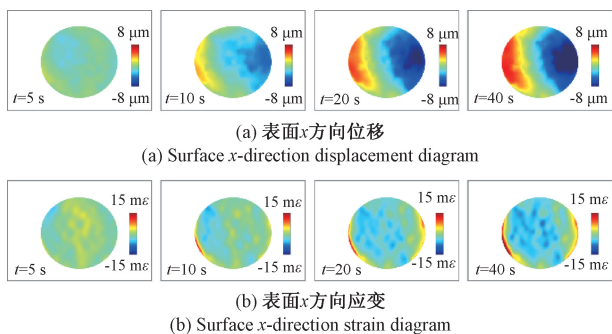 8 μm 8 μm 8 μm 8 μm
t=5 s -8 μm t=10 s -8 μm t=20 s -8 μm t=40 s -8 μm
(a) 表面x方向位移
(a) Surface x-direction displacement diagram
15 mε 15 mε 15 mε 15 mε
t=5 s -15 mε t=10 s -15 mε t=20 s -15 mε t=40 s -15 mε
(b) 表面x方向应变
(b) Surface x-direction strain diagram